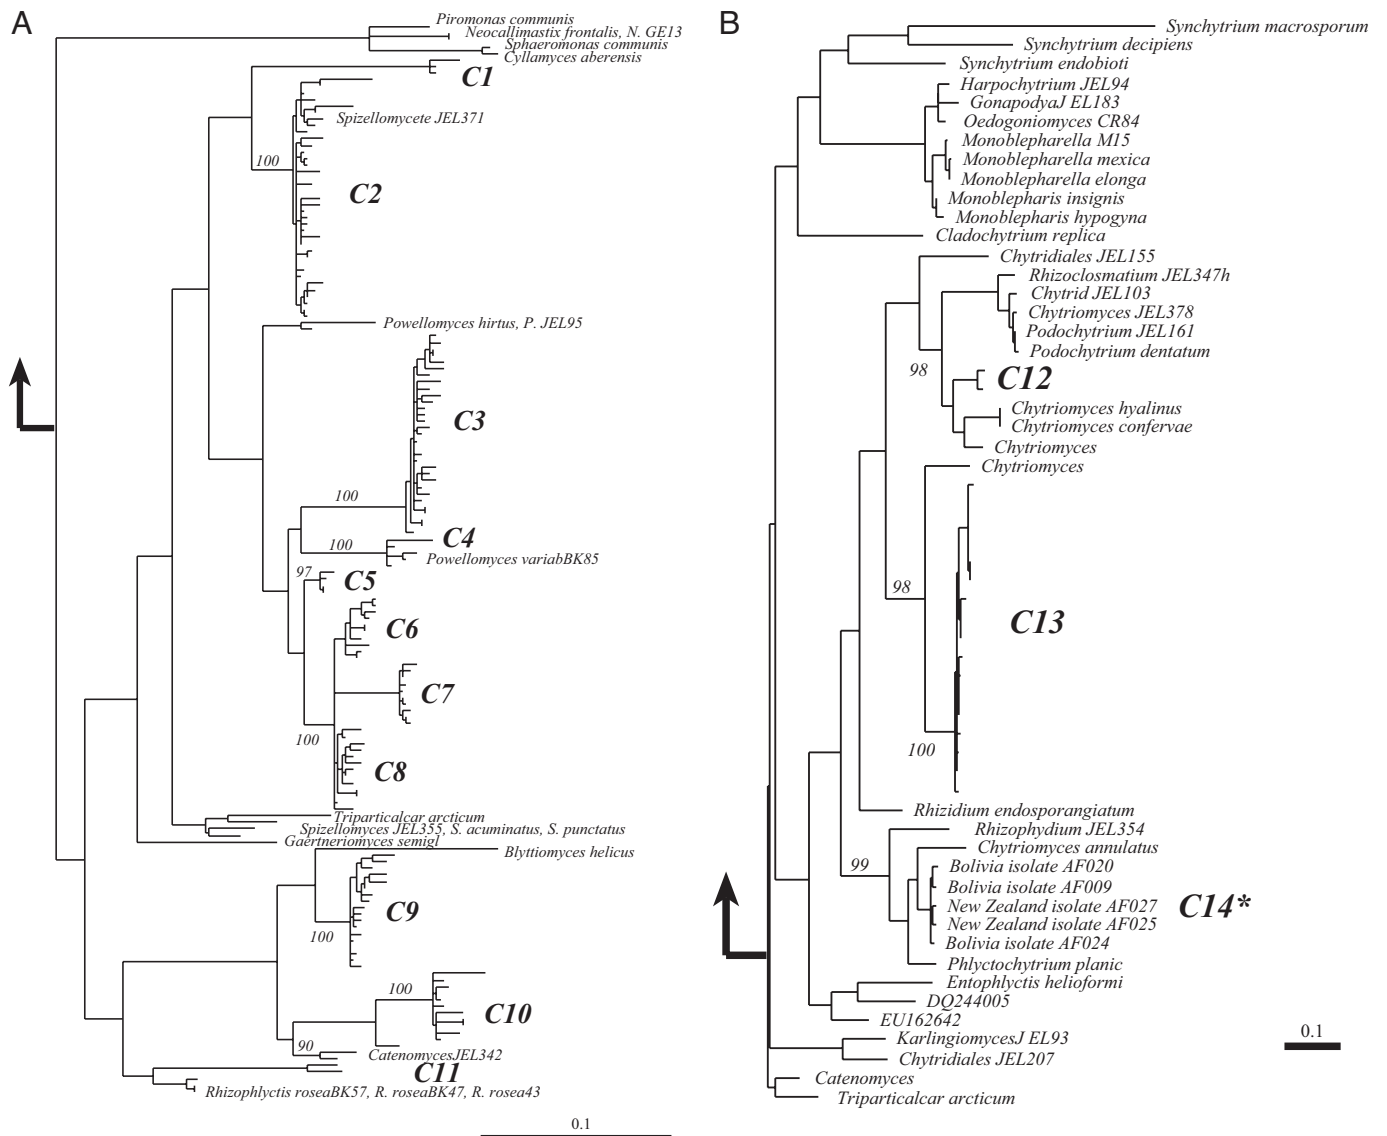 A
Piromonas communis
Neocallimastix frontalis, N. GE13
Sphaeromonas communis
Cyllamyces aberensis
C1
Spizellomycete JEL371
100
C2
Powellomyces hirtus, P. JEL95
C3
100
C4
100
Powellomyces variabBK85
97
C5
C6
C7
100
C8
Triparticalcar arcticum
Spizellomyces JEL355, S. acuminatus, S. punctatus
Gaertneriomyces semigl
Blyttiomyces helicus
C9
100
100
C10
90
CatenomycesJEL342
C11
Rhizophlyctis roseaBK57, R. roseaBK47, R. rosea43
0.1
B
Synchytrium macrosporum
Synchytrium decipiens
Synchytrium endobioti
Harpochytrium JEL94
GonapodyaJ EL183
Oedogoniomyces CR84
Monoblepharella M15
Monoblepharella mexica
Monoblepharella elonga
Monoblepharis insignis
Monoblepharis hypogyna
Cladochytrium replica
Chytridiales JEL155
Rhizoclosmatium JEL347h
Chytrid JEL103
Chytriomyces JEL378
Podochytrium JEL161
Podochytrium dentatum
98
C12
Chytriomyces hyalinus
Chytriomyces confervae
Chytriomyces
Chytriomyces
98
C13
100
Rhizidium endosporangiatum
Rhizophydium JEL354
Chytriomyces annulatus
99
Bolivia isolate AF020
Bolivia isolate AF009
New Zealand isolate AF027
C14*
New Zealand isolate AF025
Bolivia isolate AF024
Phlyctochytrium planic
Entophlyctis helioformi
DQ244005
EU162642
KarlingiomycesJ EL93
Chytridiales JEL207
Catenomyces
Triparticalcar arcticum
0.1